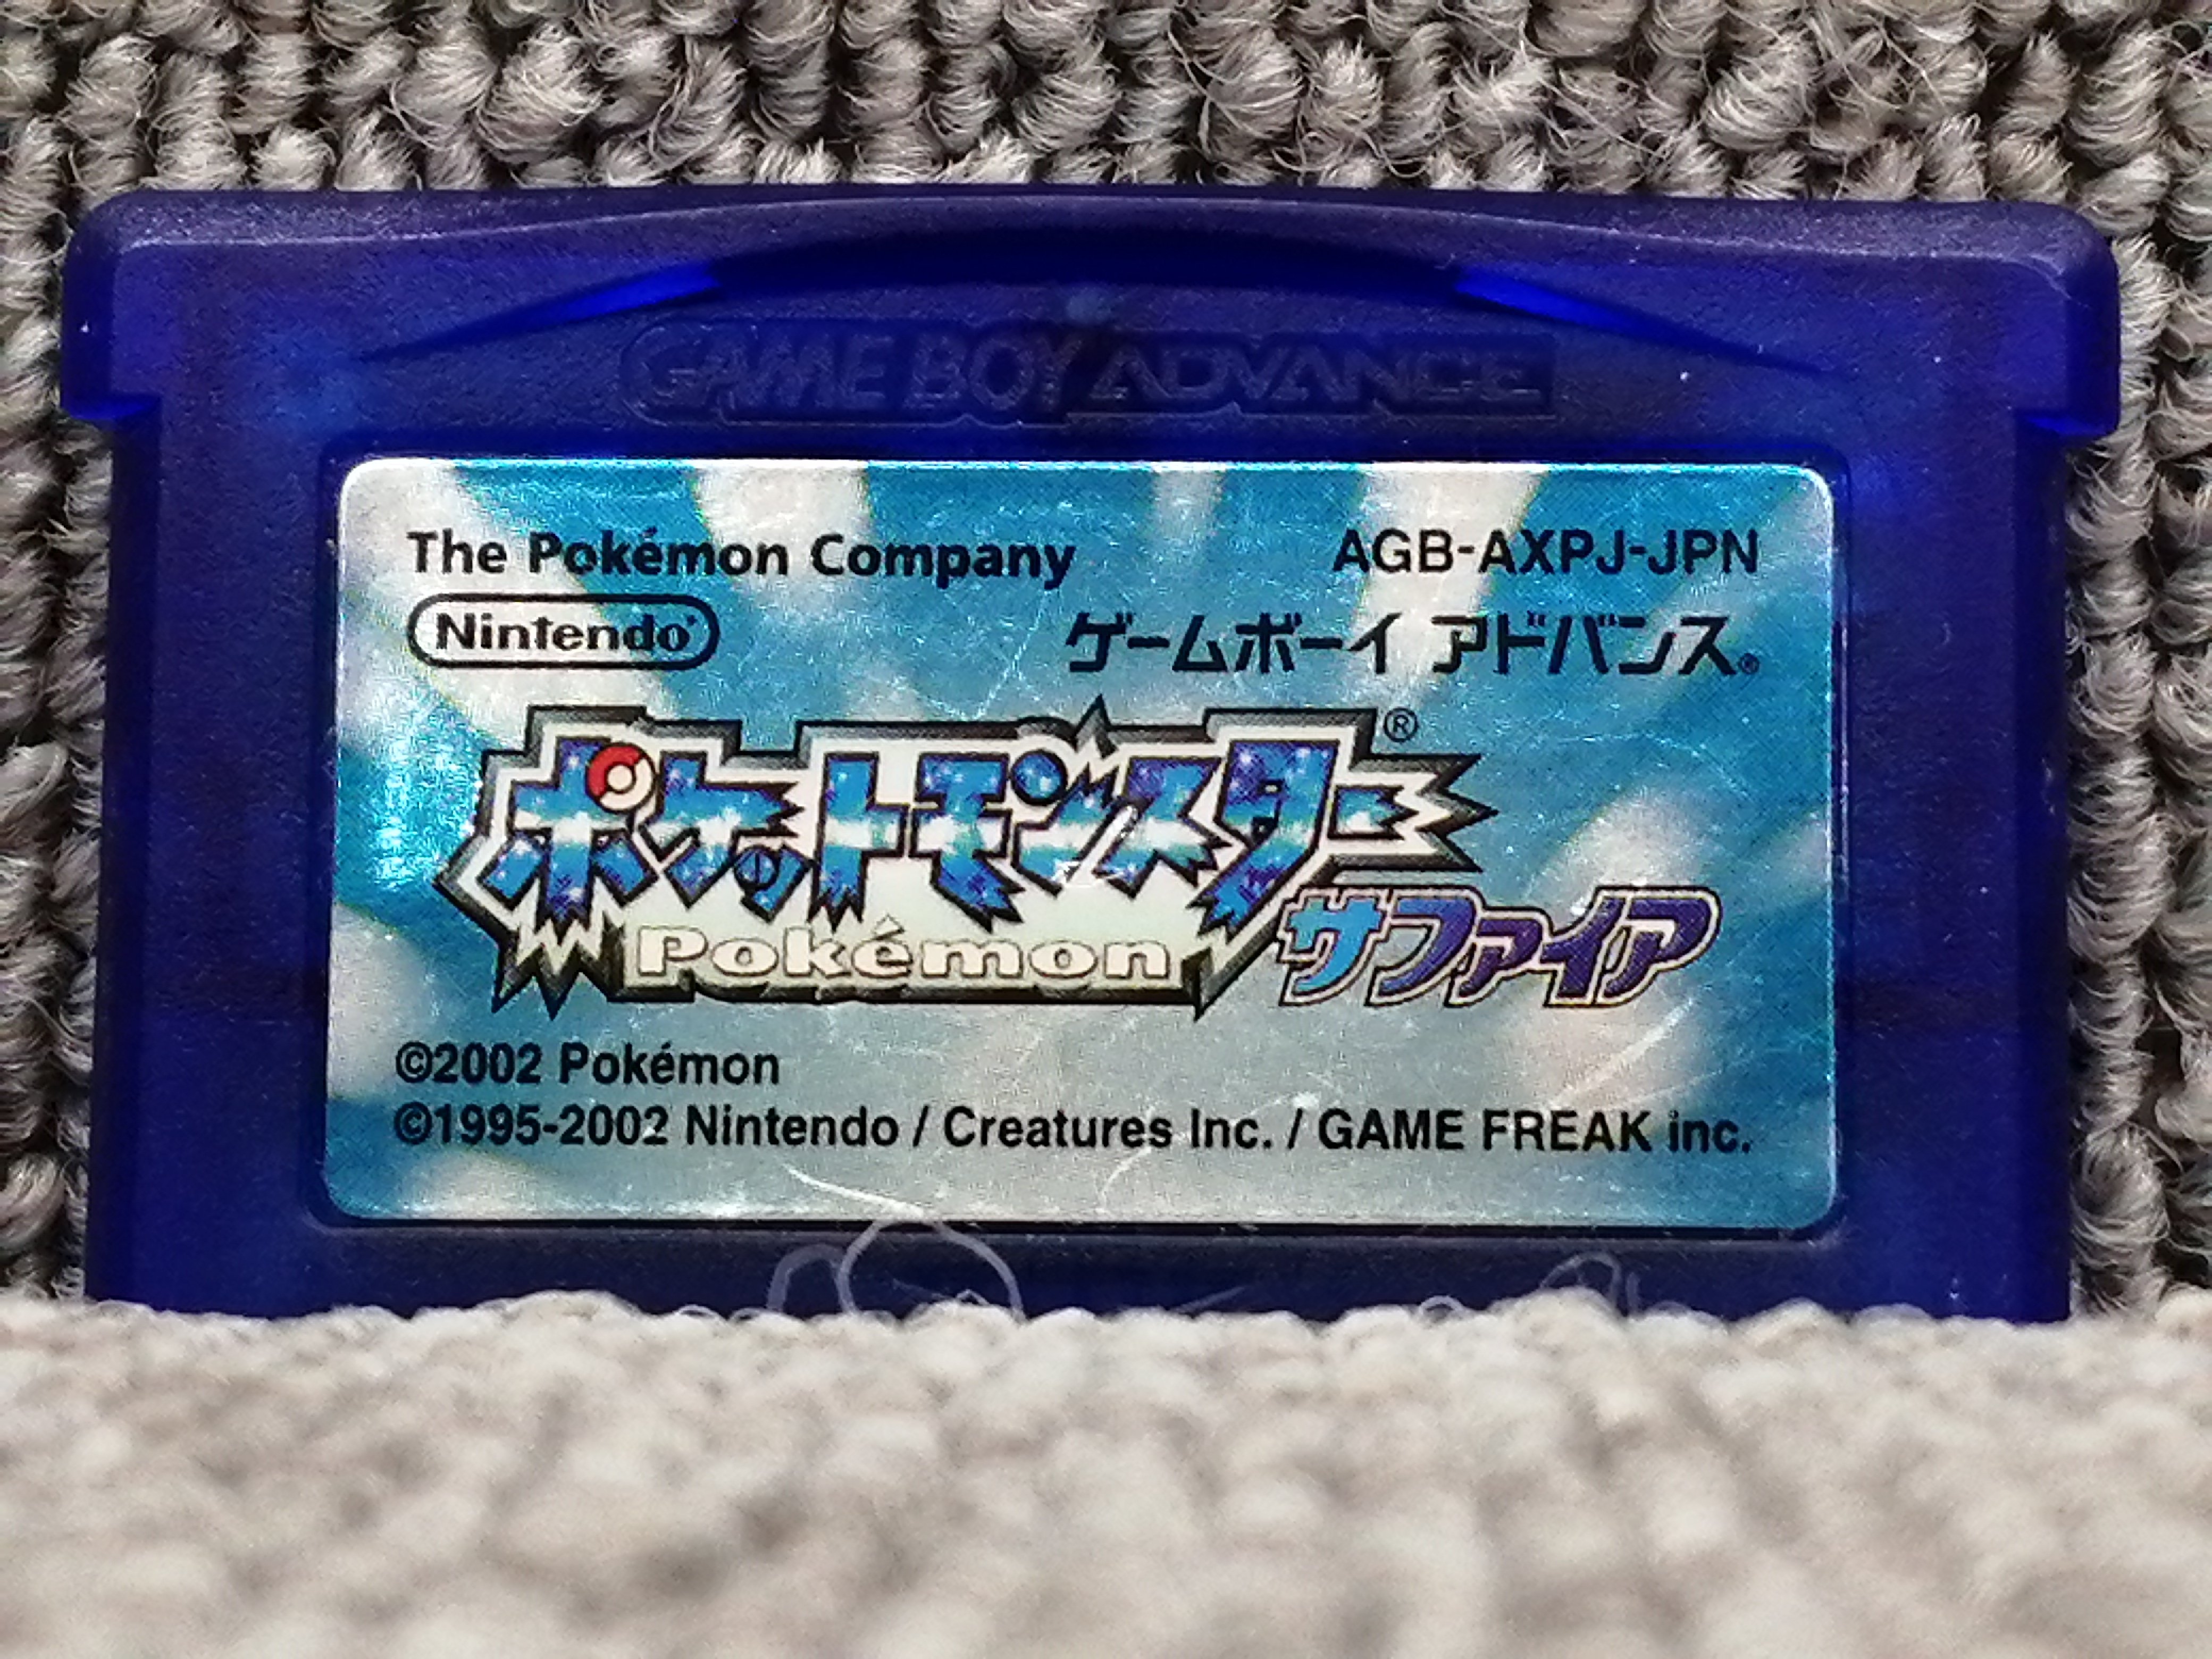 GAME BOY ADVANCE
The Pokémon Company AGB-AXPJ-JPN
Nintendo® ゲームボーイ アドバンス®
ポケットモンスター®
Pokémon サファイア
©2002 Pokémon
©1995-2002 Nintendo / Creatures Inc. / GAME FREAK inc.